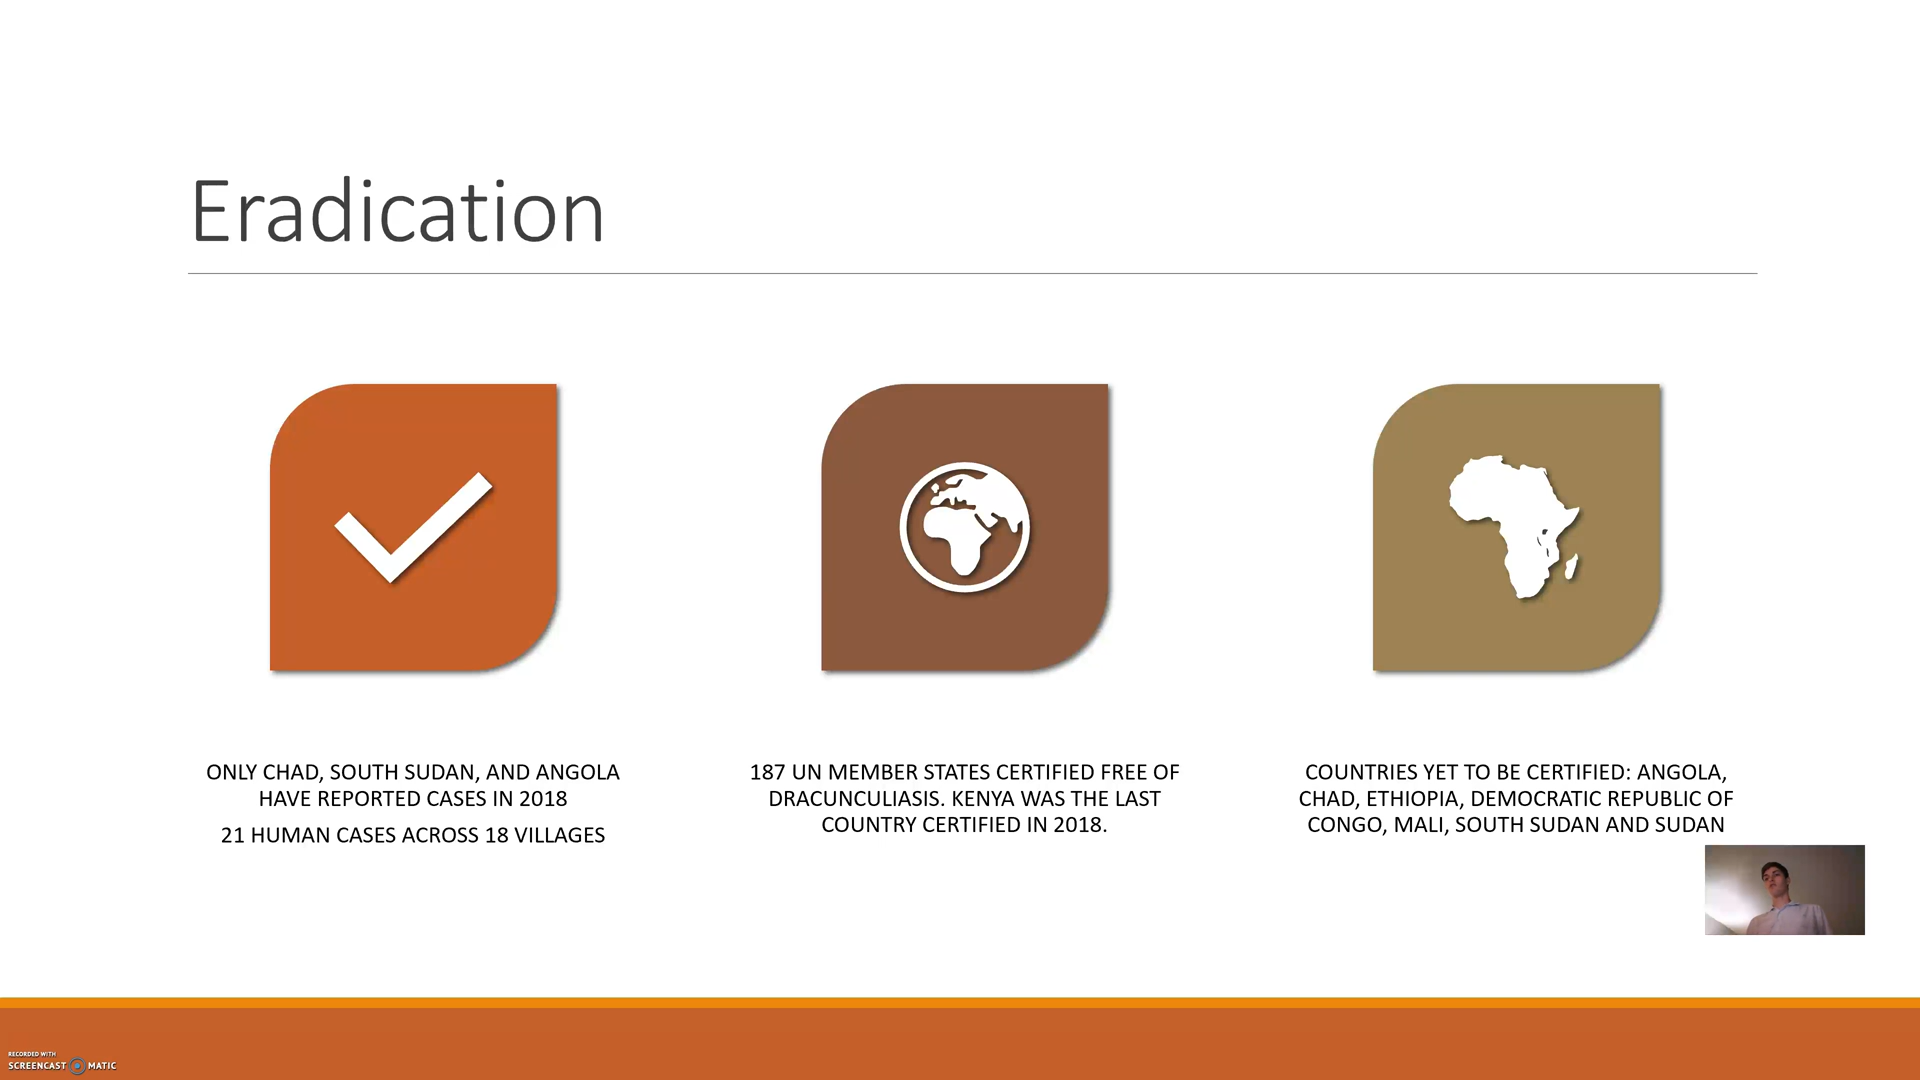 Eradication
ONLY CHAD, SOUTH SUDAN, AND ANGOLA
HAVE REPORTED CASES IN 2018
21 HUMAN CASES ACROSS 18 VILLAGES
187 UN MEMBER STATES CERTIFIED FREE OF
DRACUNCULIASIS. KENYA WAS THE LAST
COUNTRY CERTIFIED IN 2018.
COUNTRIES YET TO BE CERTIFIED: ANGOLA,
CHAD, ETHIOPIA, DEMOCRATIC REPUBLIC OF
CONGO, MALI, SOUTH SUDAN AND SUDAN
RECORDED WITH
SCREENCAST MATIC